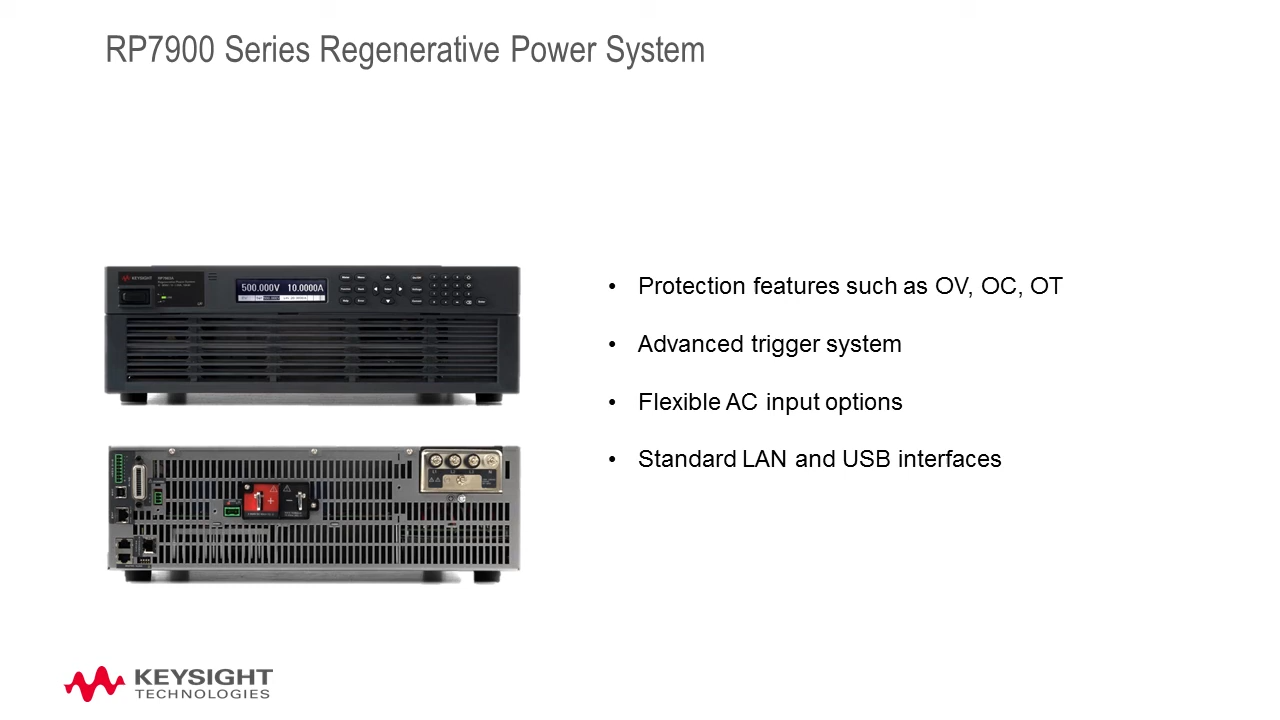 RP7900 Series Regenerative Power System
KEYSIGHT
500.000V 10.0000A
• Protection features such as OV, OC, OT
• Advanced trigger system
• Flexible AC input options
• Standard LAN and USB interfaces
+
−
KEYSIGHT
TECHNOLOGIES